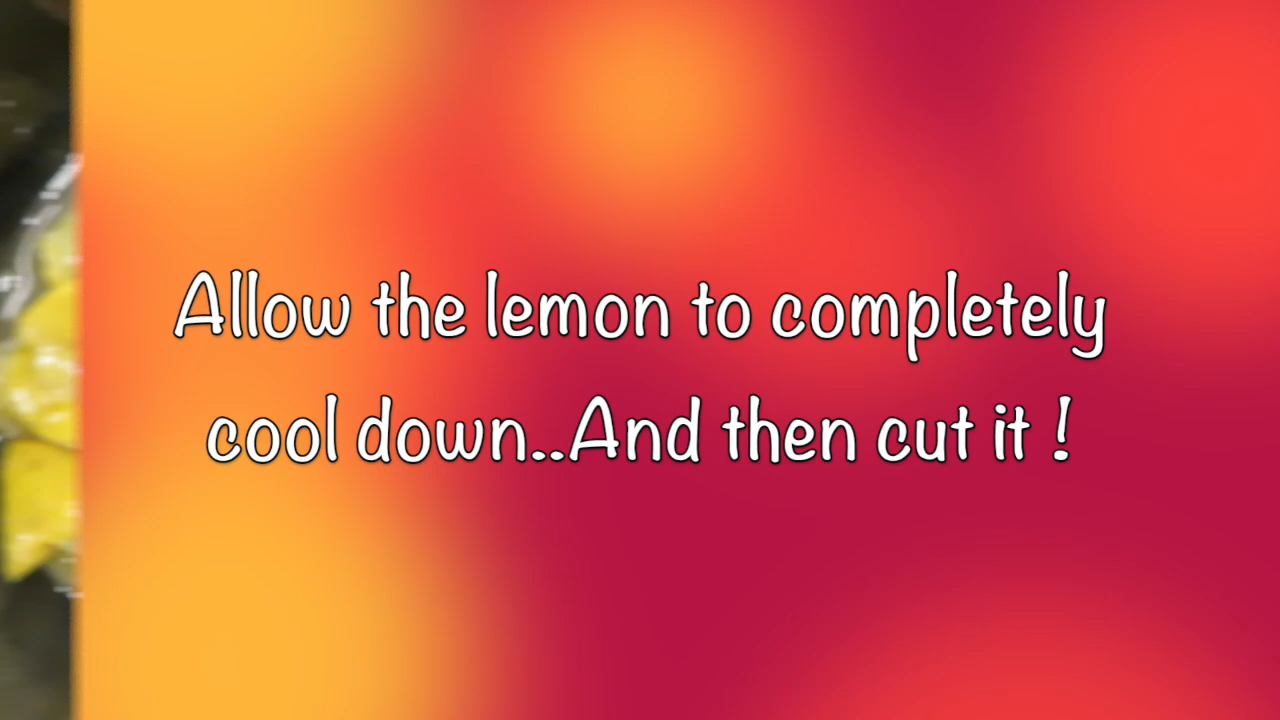 Allow the lemon to completely
cool down..And then cut it !